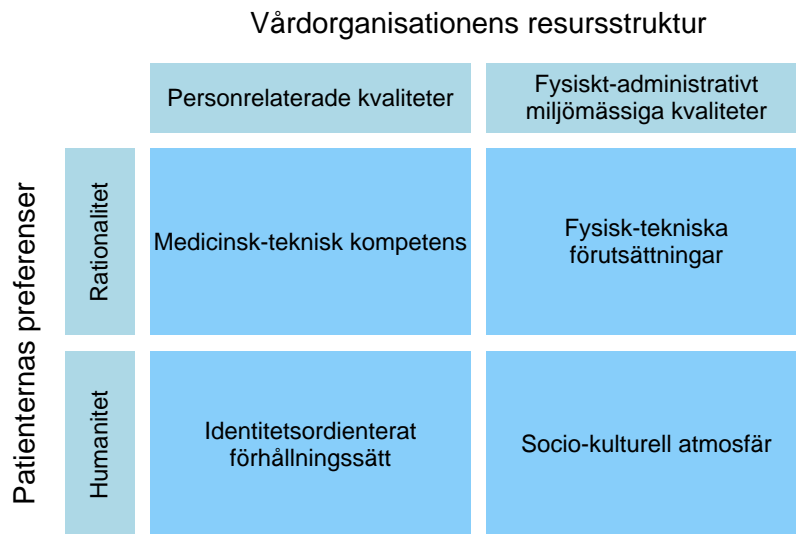 Vårdorganisationens resursstruktur
Personrelaterade kvaliteter
Fysiskt-administrativt
miljömässiga kvaliteter
Patienternas preferenser
Rationalitet
Medicinsk-teknisk kompetens
Fysisk-tekniska
förutsättningar
Humanitet
Identitetsordienterat
förhållningssätt
Socio-kulturell atmosfär